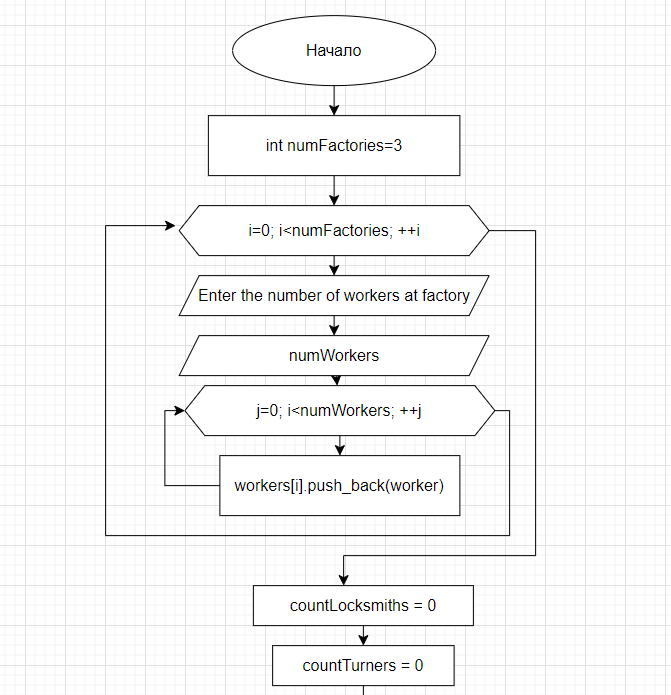 Начало
int numFactories=3
i=0; i<numFactories; ++i
Enter the number of workers at factory
numWorkers
j=0; i<numWorkers; ++j
workers[i].push_back(worker)
countLocksmiths = 0
countTurners = 0